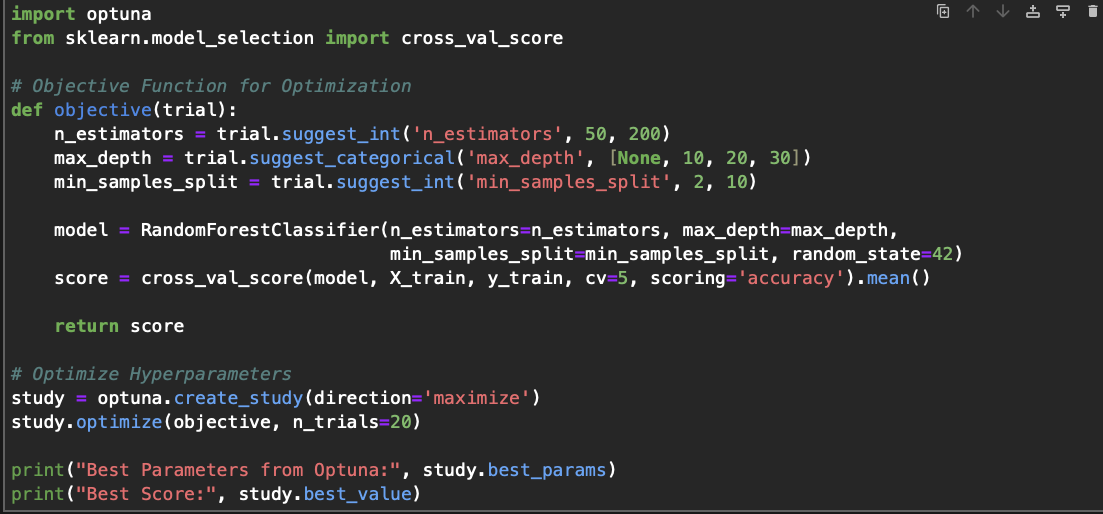 import optuna
from sklearn.model_selection import cross_val_score

# Objective Function for Optimization
def objective(trial):
    n_estimators = trial.suggest_int('n_estimators', 50, 200)
    max_depth = trial.suggest_categorical('max_depth', [None, 10, 20, 30])
    min_samples_split = trial.suggest_int('min_samples_split', 2, 10)

    model = RandomForestClassifier(n_estimators=n_estimators, max_depth=max_depth,
                                   min_samples_split=min_samples_split, random_state=42)
    score = cross_val_score(model, X_train, y_train, cv=5, scoring='accuracy').mean()

    return score

# Optimize Hyperparameters
study = optuna.create_study(direction='maximize')
study.optimize(objective, n_trials=20)

print("Best Parameters from Optuna:", study.best_params)
print("Best Score:", study.best_value)